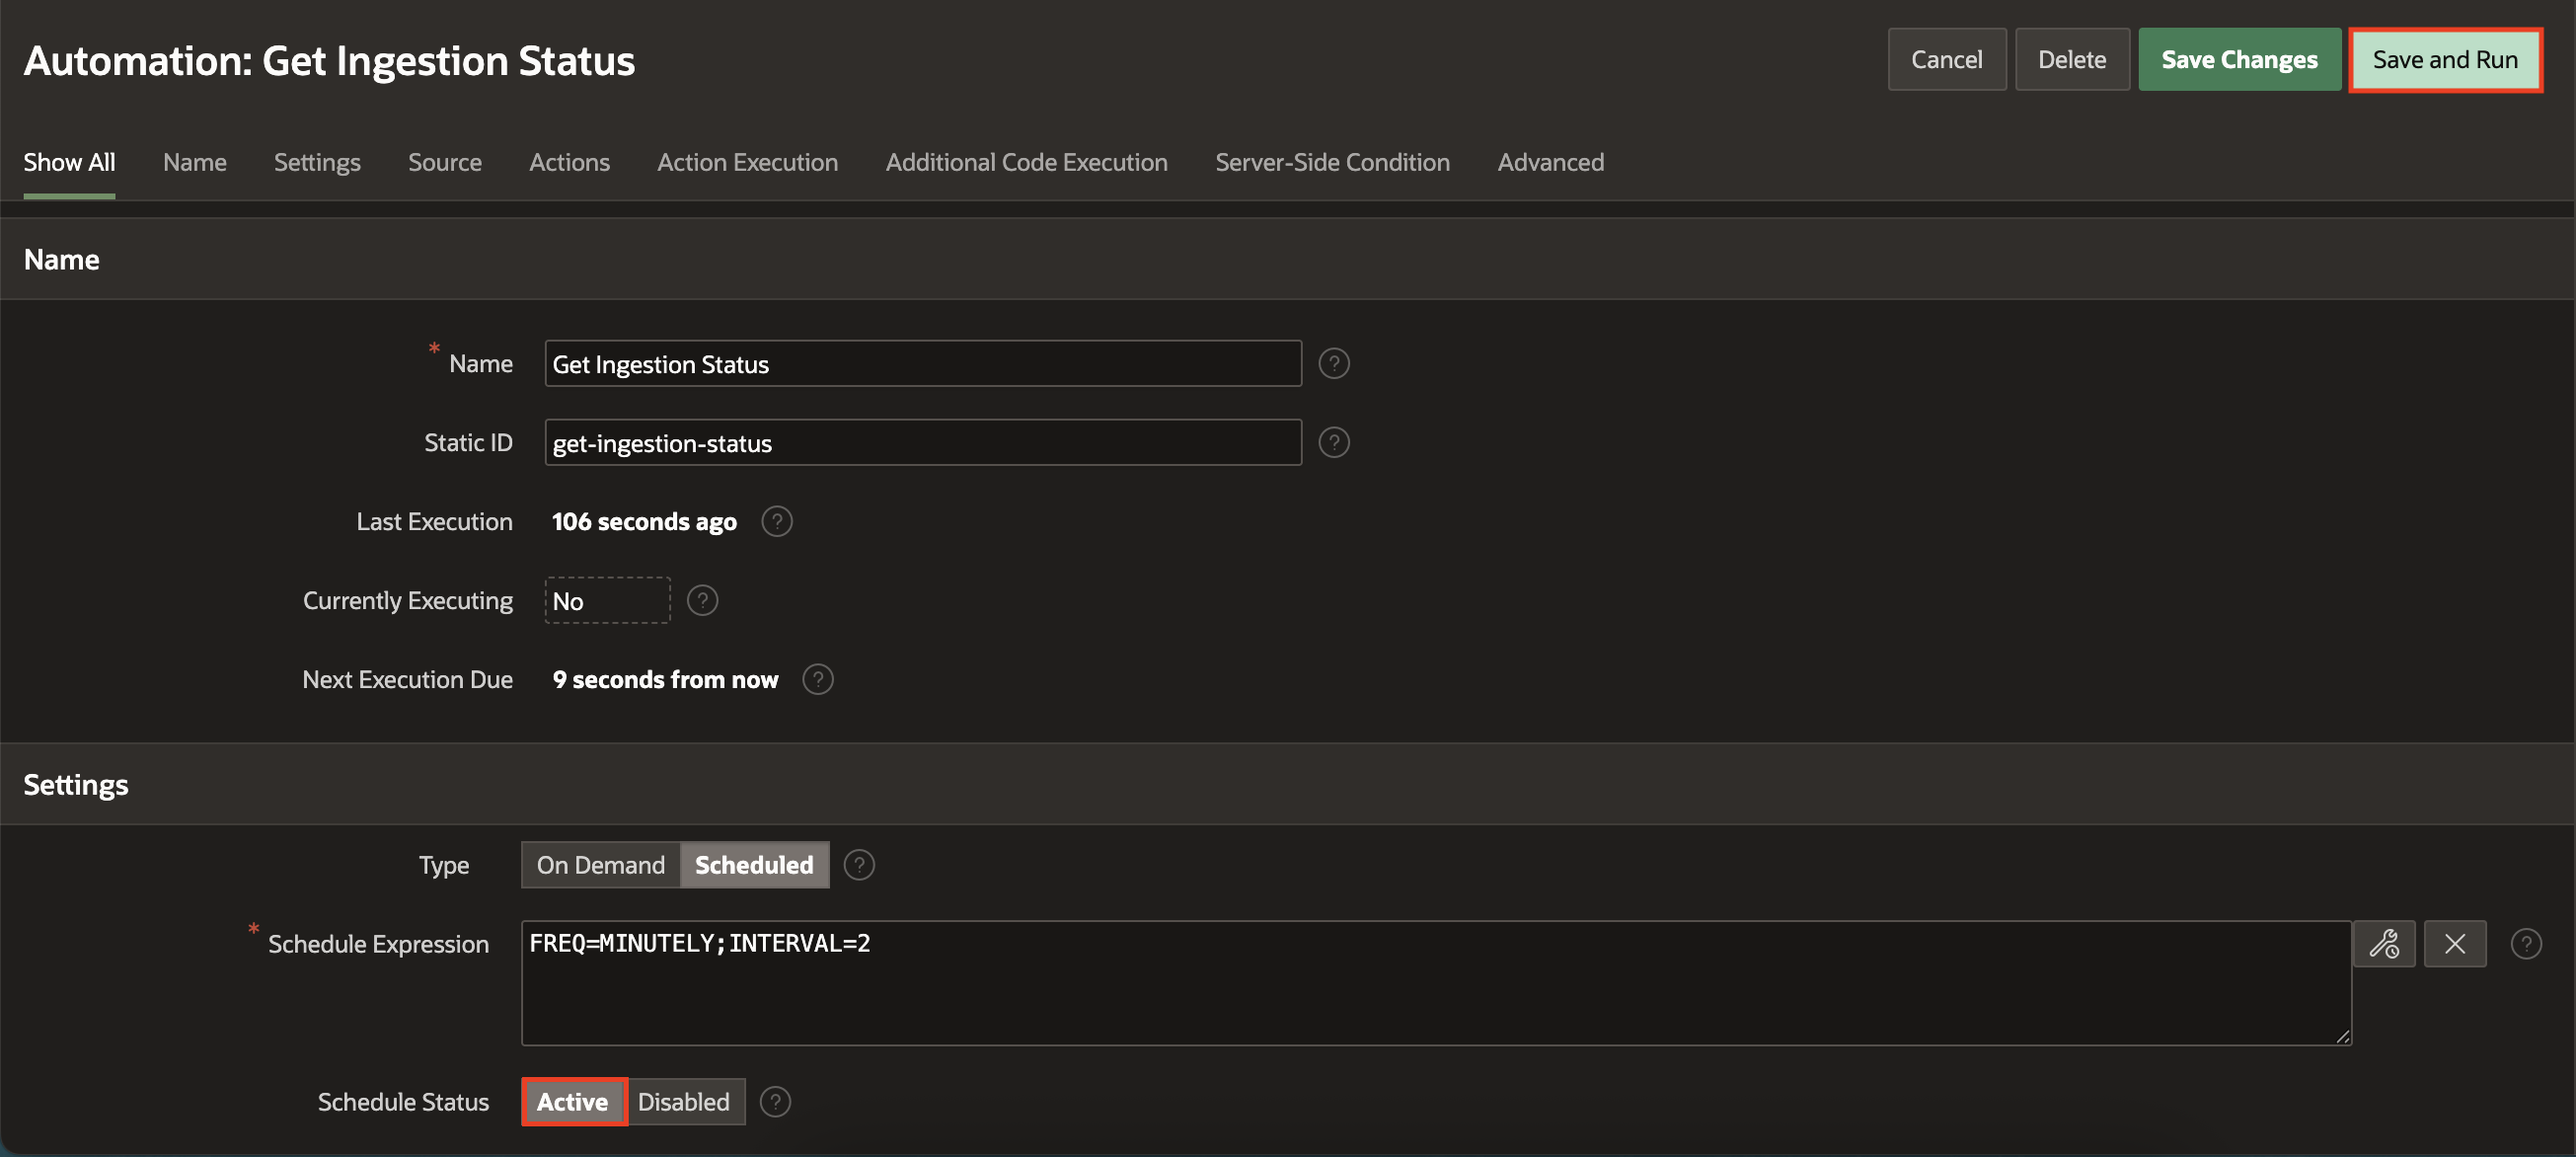 Automation: Get Ingestion Status
Cancel Delete Save Changes Save and Run
Show All Name Settings Source Actions Action Execution Additional Code Execution Server-Side Condition Advanced
Name
* Name Get Ingestion Status ?
Static ID get-ingestion-status ?
Last Execution 106 seconds ago ?
Currently Executing No ?
Next Execution Due 9 seconds from now ?
Settings
Type On Demand Scheduled ?
* Schedule Expression FREQ=MINUTELY;INTERVAL=2 ?
Schedule Status Active Disabled ?